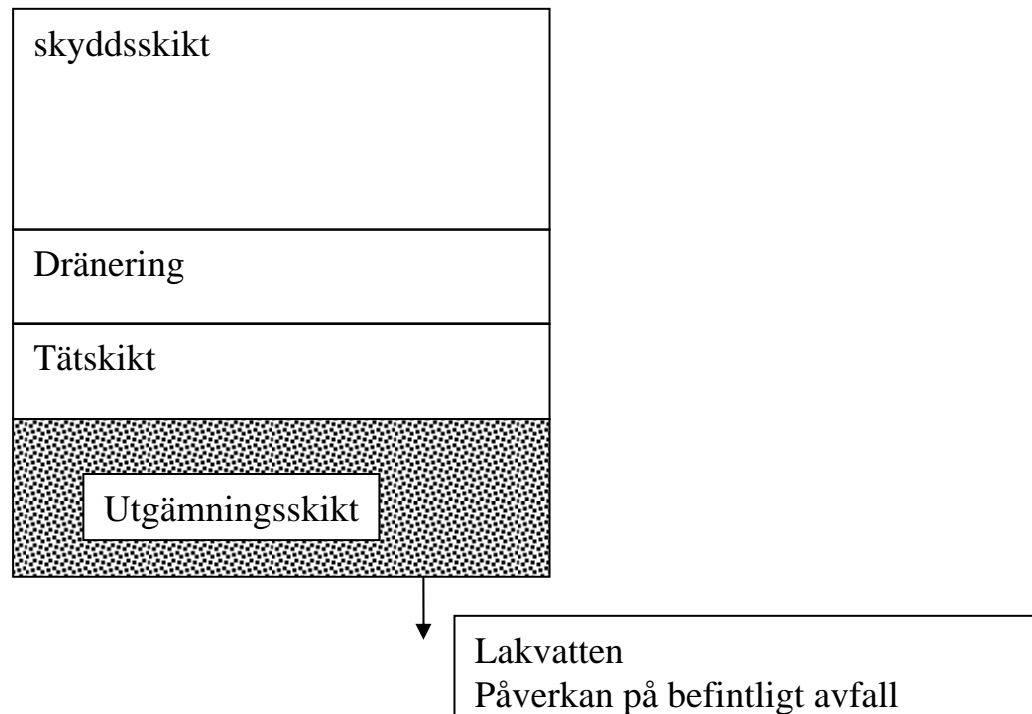 skyddsskikt
Dränering
Tätskikt
Utgämningsskikt
Lakvatten
Påverkan på befintligt avfall